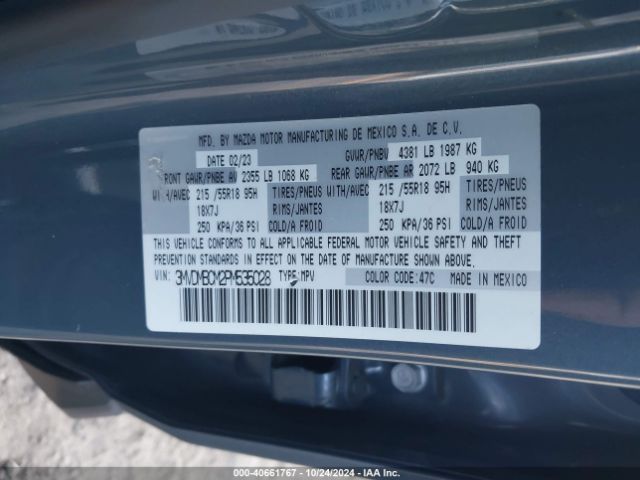 MFD. BY MAZDA MOTOR MANUFACTURING DE MEXICO S.A. DE C.V.
DATE 02/23 GVWR/PNBV 4381 LB 1987 KG
FRONT GAWR/PNBE AV 2355 LB 1068 KG REAR GAWR/PNBE AR 2072 LB 940 KG
WITH/AVEC 215 /55R18 95H TIRES/PNEUS WITH/AVEC 215 /55R18 95H TIRES/PNEUS
18X7J RIMS/JANTES 18X7J RIMS/JANTES
250 KPA/36 PSI COLD/A FROID 250 KPA/36 PSI COLD/A FROID
THIS VEHICLE CONFORMS TO ALL APPLICABLE FEDERAL MOTOR VEHICLE SAFETY AND THEFT
PREVENTION STANDARDS IN EFFECT ON THE DATE OF MANUFACTURE SHOWN ABOVE.
VIN: 3MVDMBCM2PM535028 TYPE:MPV COLOR CODE:47C MADE IN MEXICO
000-40661767 - 10/24/2024 - IAA Inc.